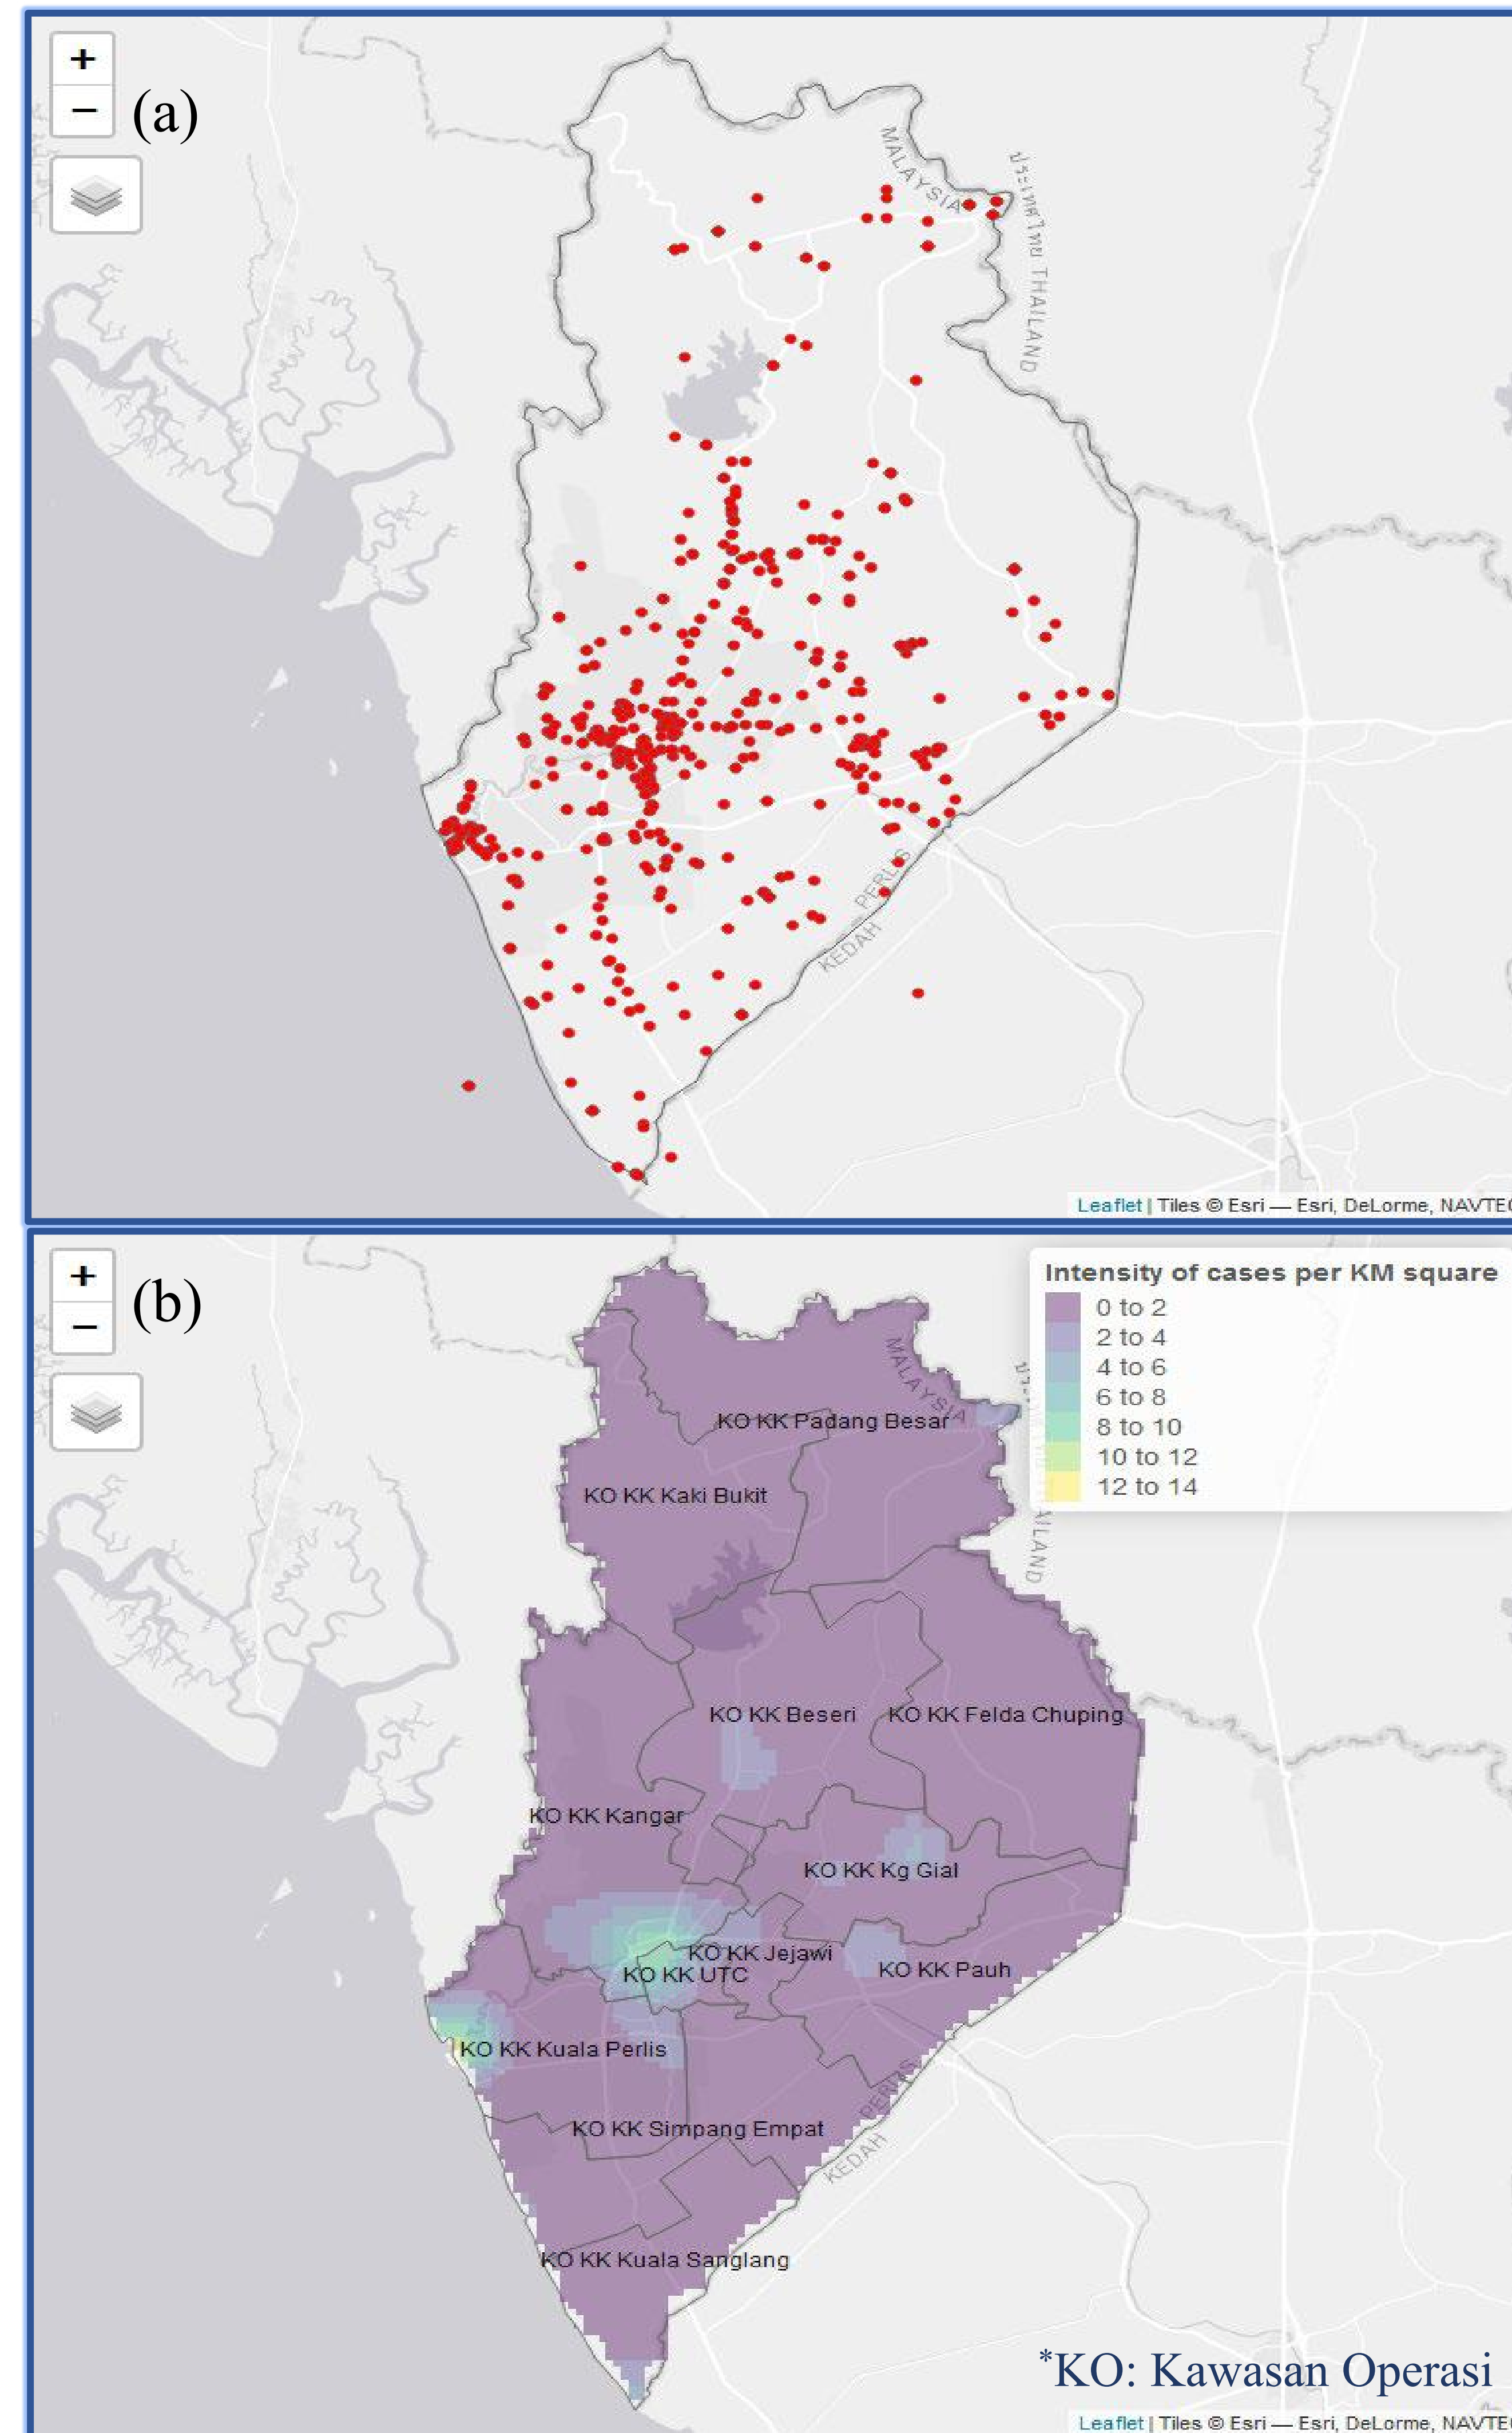 +
−
(a)
MALAYSIA
ประเทศไทย THAILAND
PERLIS
KEDAH
Leaflet | Tiles © Esri — Esri, DeLorme, NAVTEQ
+
−
(b)
Intensity of cases per KM square
0 to 2
2 to 4
4 to 6
6 to 8
8 to 10
10 to 12
12 to 14
MALAYSIA
AILAND
KO KK Padang Besar
KO KK Kaki Bukit
KO KK Beseri
KO KK Felda Chuping
KO KK Kangar
KO KK Kg Gial
KO KK Jejawi
KO KK UTC
KO KK Pauh
KO KK Kuala Perlis
PERLIS
KO KK Simpang Empat
KEDAH
KO KK Kuala Sanglang
*KO: Kawasan Operasi
Leaflet | Tiles © Esri — Esri, DeLorme, NAVTEQ